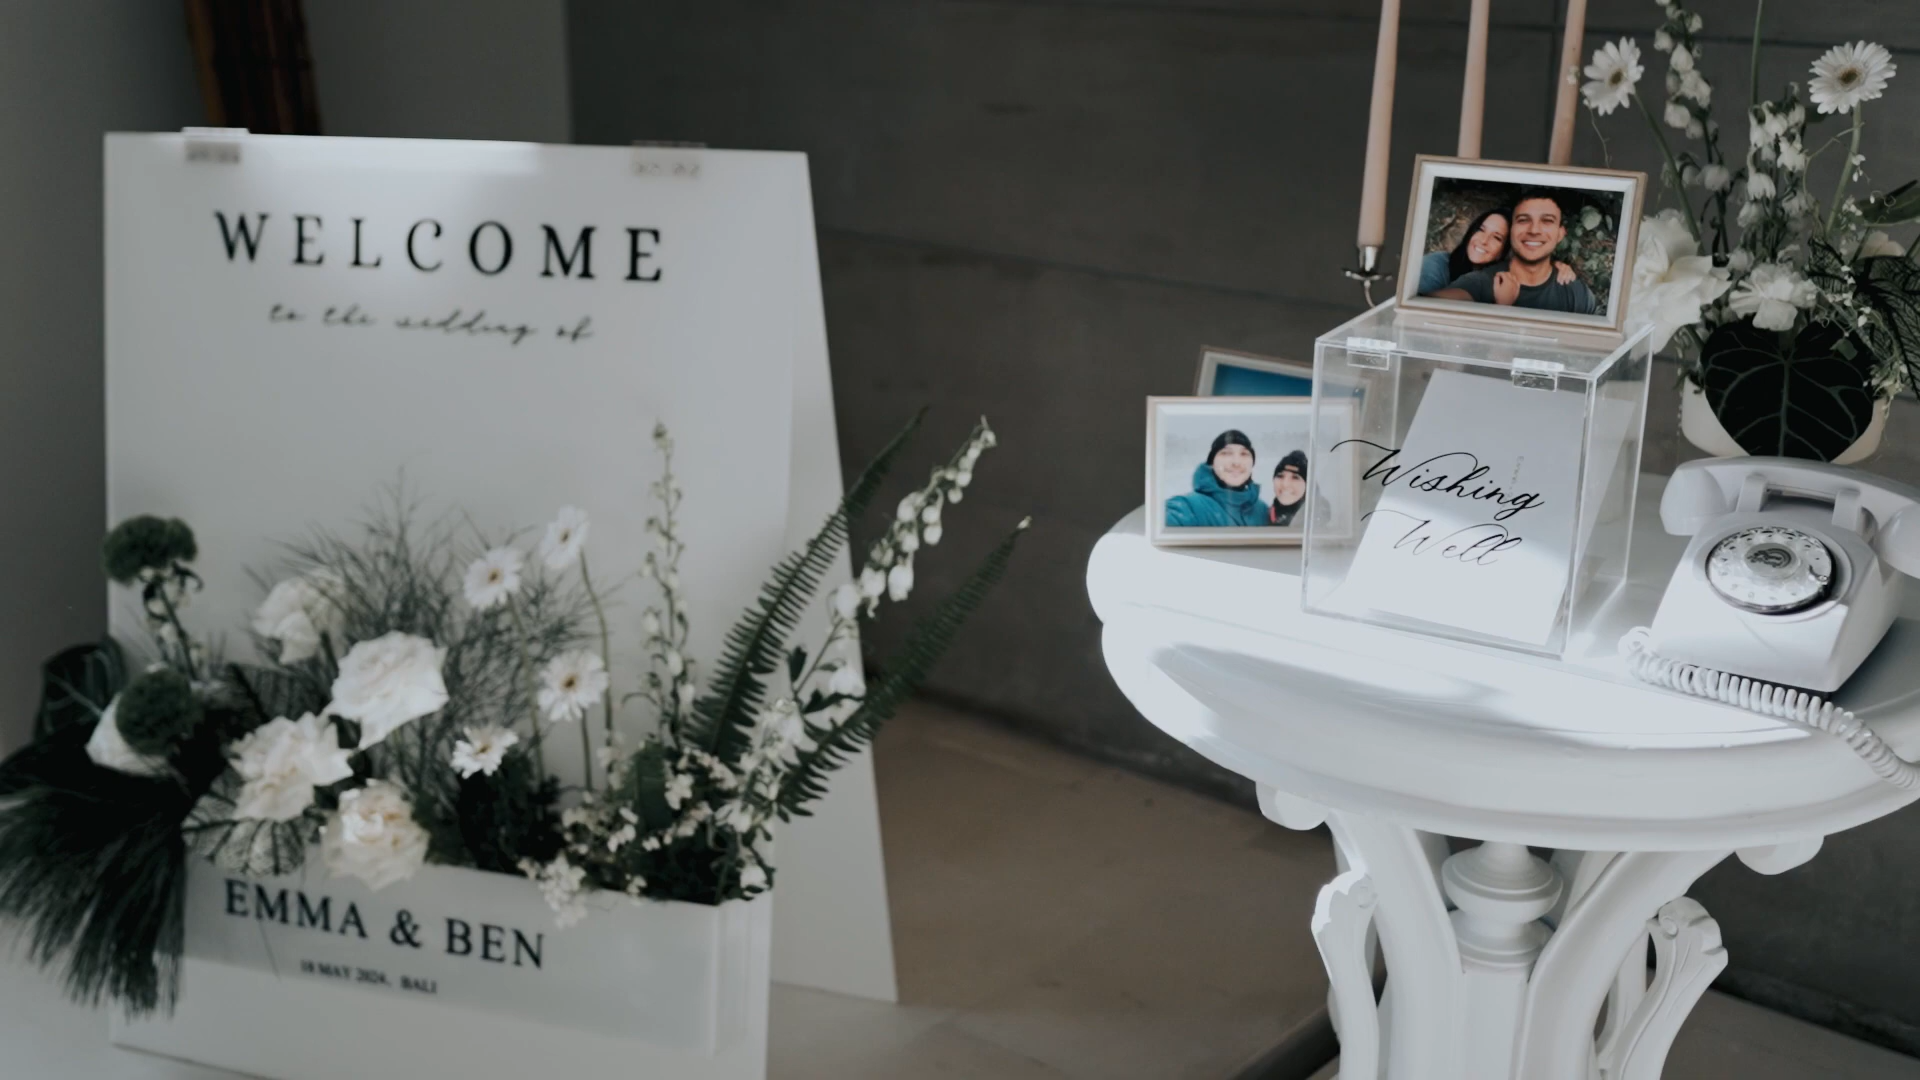 WELCOME
to the wedding of
EMMA & BEN
18 MAY 2024, BALI
Wishing
Well